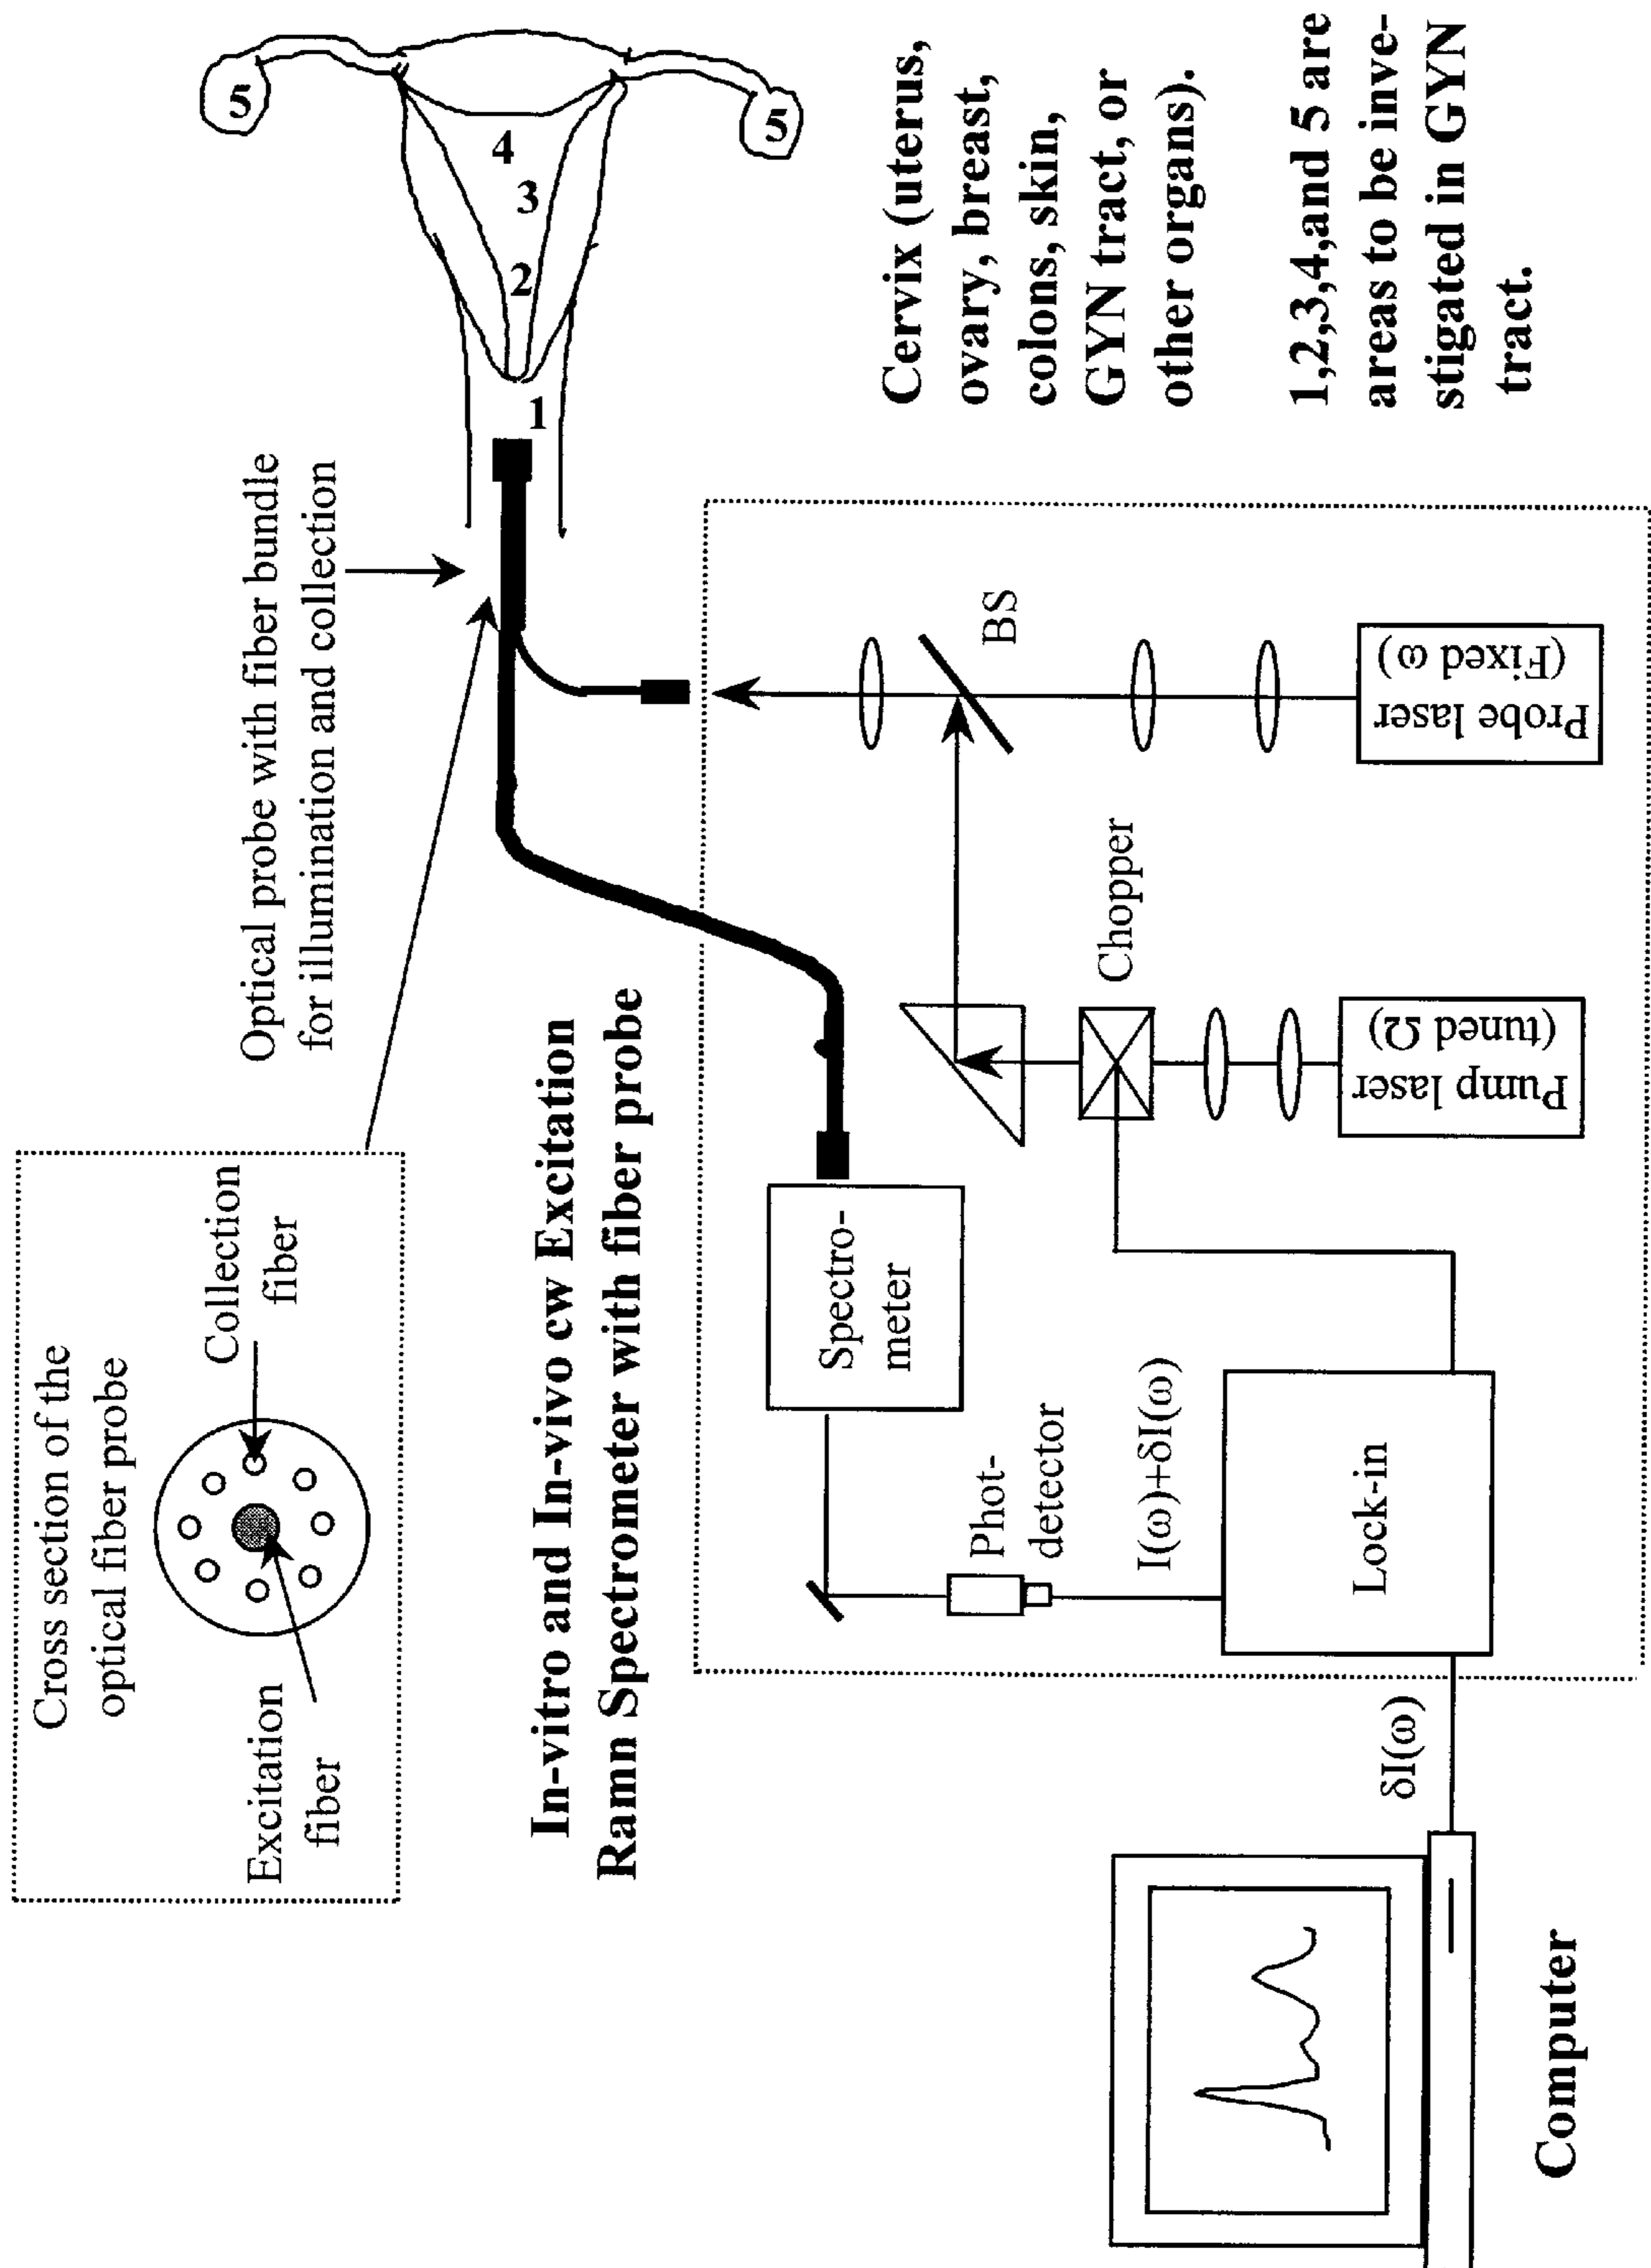 Cross section of the
optical fiber probe
Collection
fiber
Excitation
fiber
Optical probe with fiber bundle
for illumination and collection
5
4
3
2
1
5
In-vitro and In-vivo cw Excitation
Ramn Spectrometer with fiber probe
Cervix (uterus,
ovary, breast,
colons, skin,
GYN tract, or
other organs).
1,2,3,4,and 5 are
areas to be inve-
stigated in GYN
tract.
Spectro-
meter
Phot-
detector
I(ω)+δI(ω)
Lock-in
δI(ω)
Chopper
BS
Pump laser
(tuned Ω)
Probe laser
(Fixed ω)
Computer